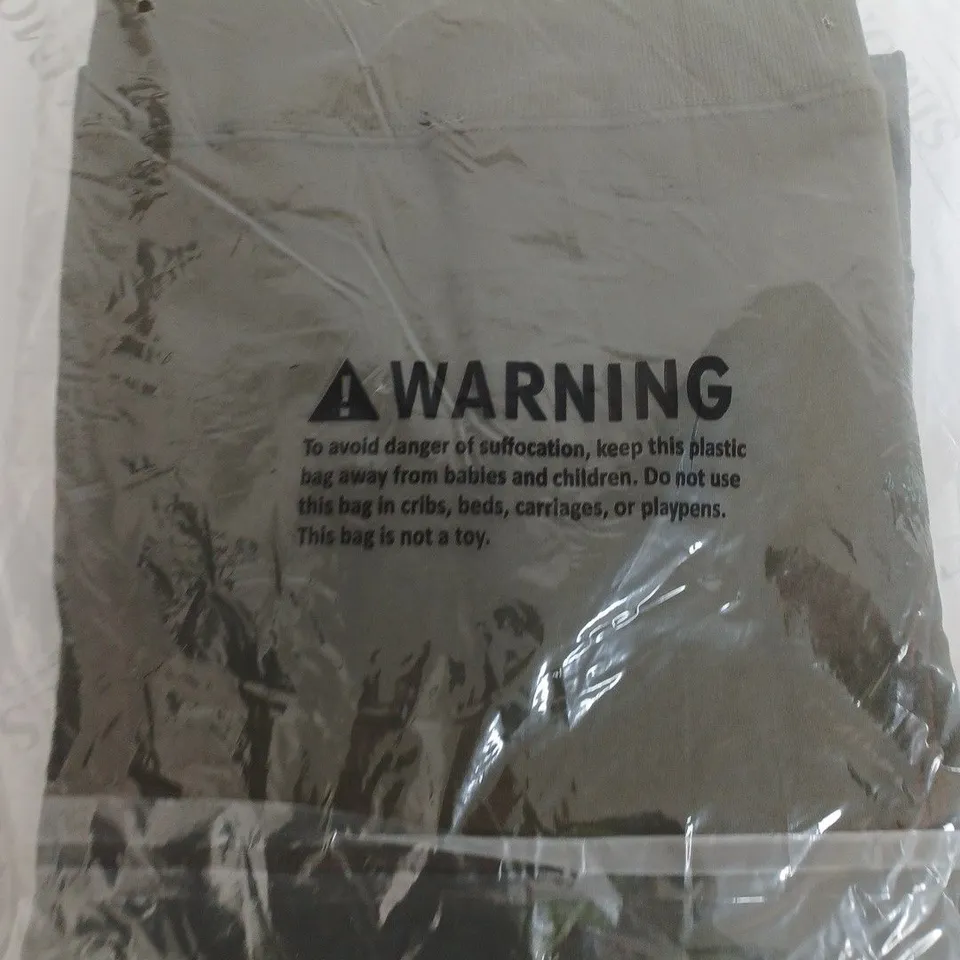 WARNING
To avoid danger of suffocation, keep this plastic
bag away from babies and children. Do not use
this bag in cribs, beds, carriages, or playpens.
This bag is not a toy.